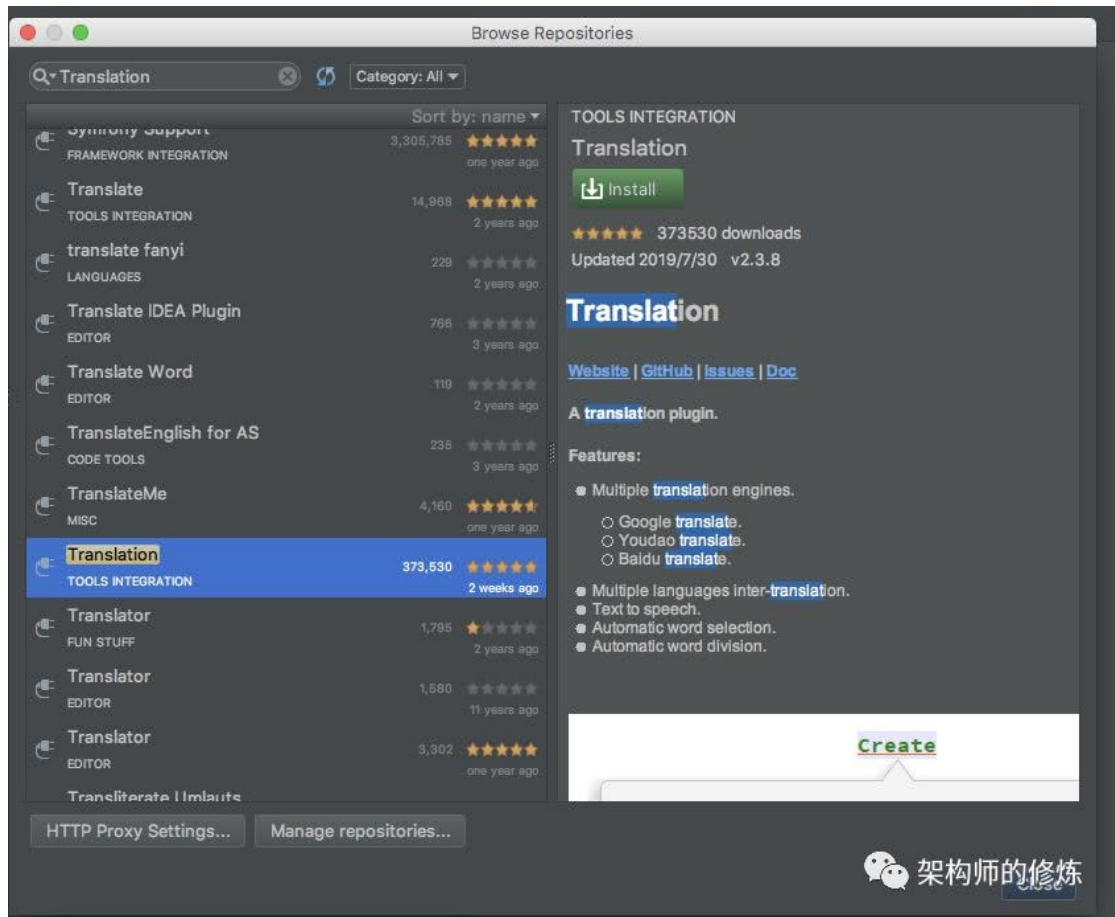 Browse Repositories
Translation
Category: All
Sort by: name
Symfony Support
3,305,785
FRAMEWORK INTEGRATION
one year ago
Translate
14,968
TOOLS INTEGRATION
2 years ago
translate fanyi
229
LANGUAGES
2 years ago
Translate IDEA Plugin
766
EDITOR
3 years ago
Translate Word
119
EDITOR
2 years ago
TranslateEnglish for AS
235
CODE TOOLS
3 years ago
TranslateMe
4,160
MISC
one year ago
Translation
373,530
TOOLS INTEGRATION
2 weeks ago
Translator
1,795
FUN STUFF
2 years ago
Translator
1,580
EDITOR
11 years ago
Translator
3,302
EDITOR
one year ago
Transliterate Umlauts
TOOLS INTEGRATION
Translation
Install
373530 downloads
Updated 2019/7/30 v2.3.8
Translation
Website | GitHub | Issues | Doc
A translation plugin.
Features:
Multiple translation engines.
Google translate.
Youdao translate.
Baidu translate.
Multiple languages inter-translation.
Text to speech.
Automatic word selection.
Automatic word division.
Create
HTTP Proxy Settings...
Manage repositories...
架构师的修炼
Close